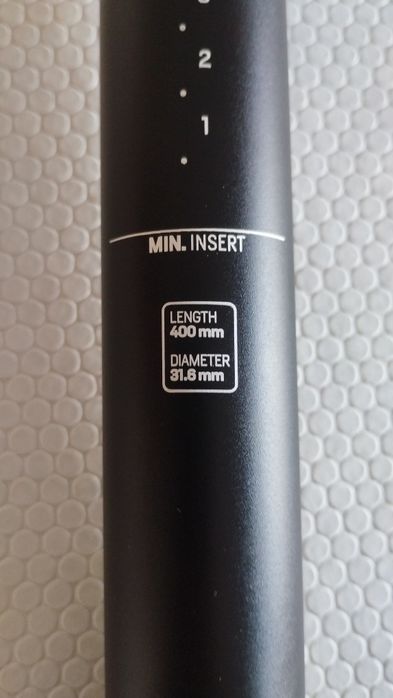 2
1
MIN. INSERT
LENGTH
400 mm
DIAMETER
31.6 mm